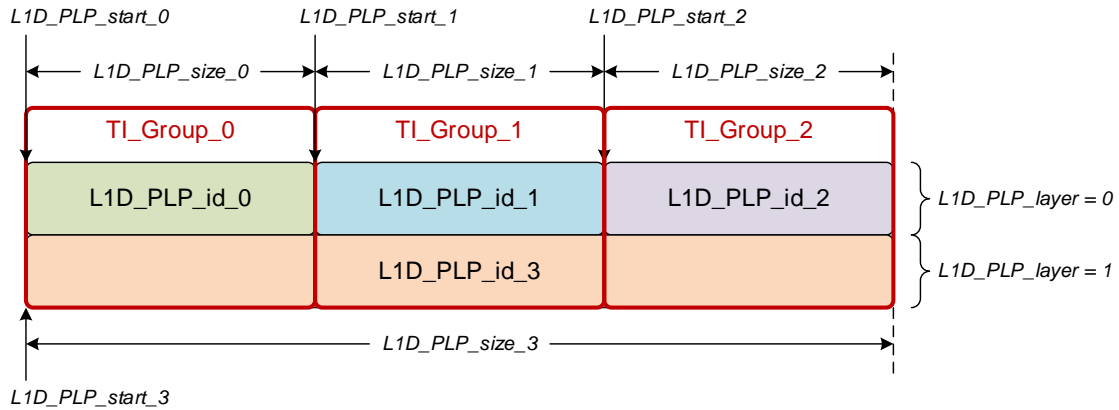 L1D_PLP_start_0 L1D_PLP_start_1 L1D_PLP_start_2
L1D_PLP_size_0 L1D_PLP_size_1 L1D_PLP_size_2
TI_Group_0 TI_Group_1 TI_Group_2
L1D_PLP_id_0 L1D_PLP_id_1 L1D_PLP_id_2 L1D_PLP_layer = 0
L1D_PLP_id_3 L1D_PLP_layer = 1
L1D_PLP_size_3
L1D_PLP_start_3